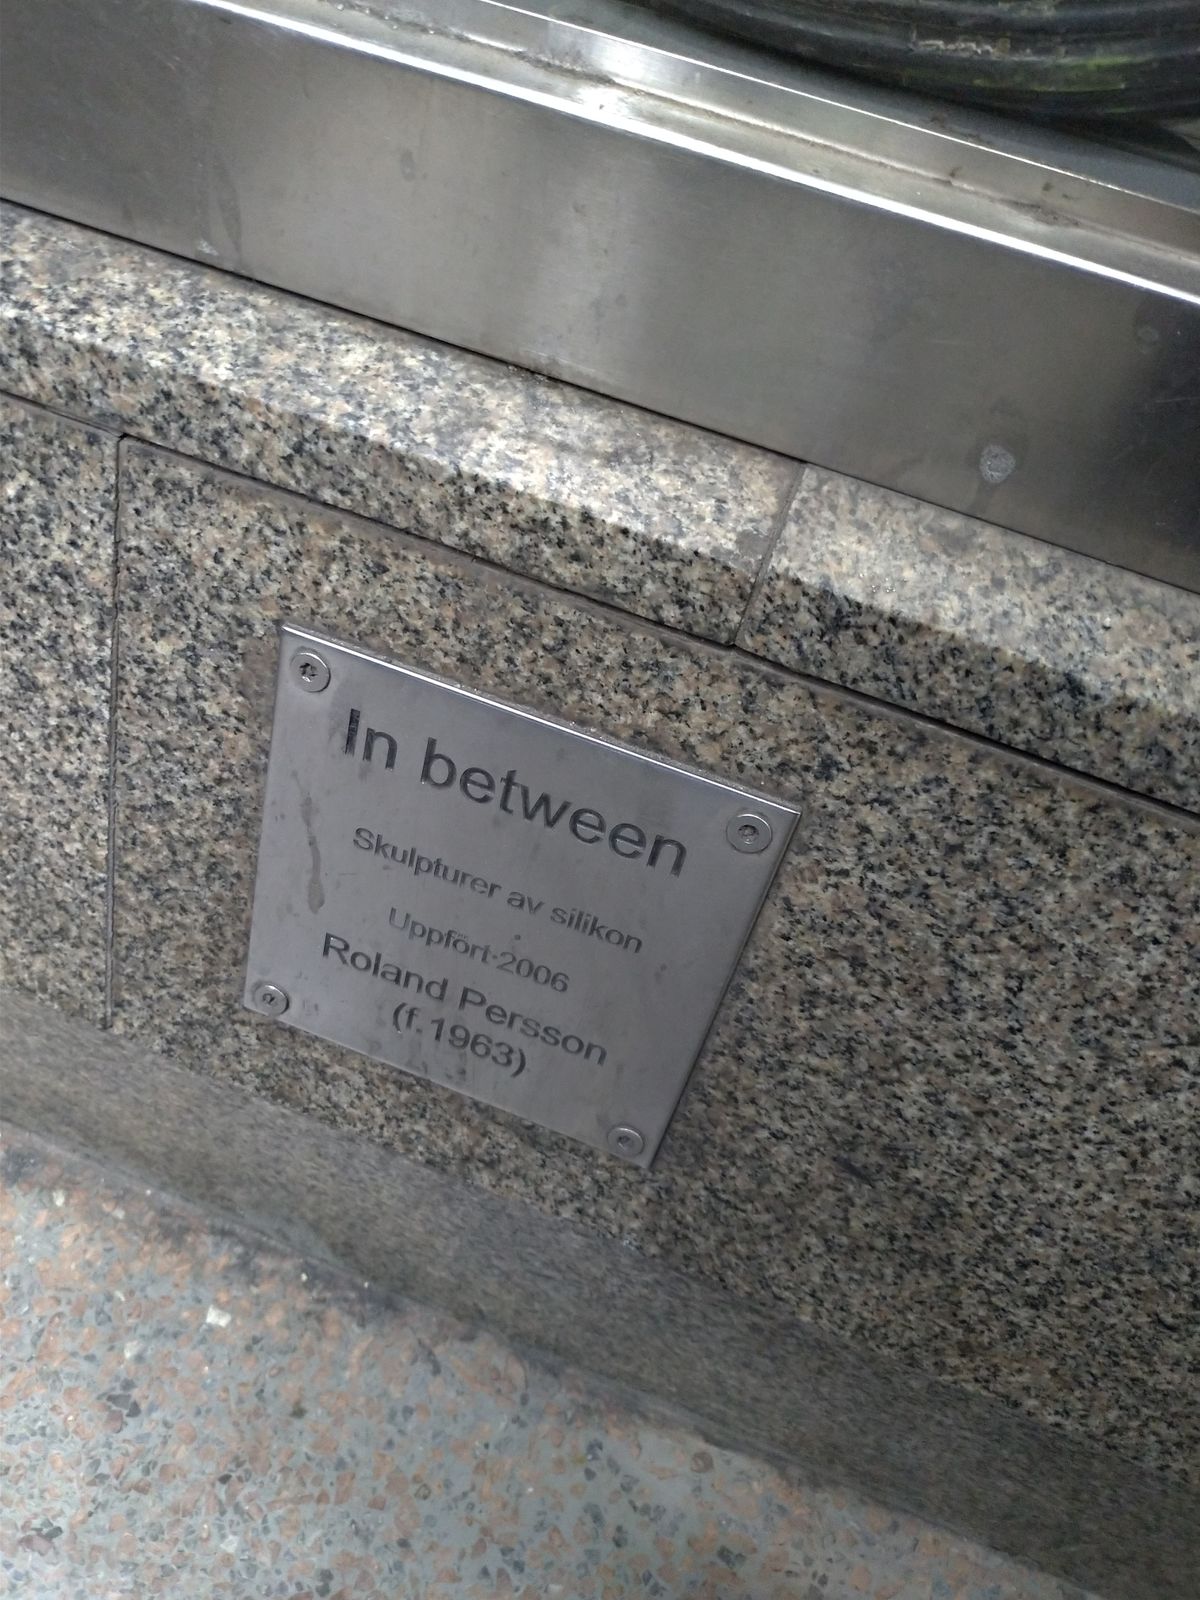 In between
Skulpturer av silikon
Uppfört 2006
Roland Persson
(f. 1963)